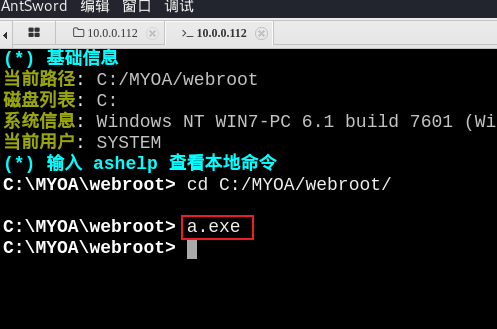 AntSword 编辑 窗口 调试
10.0.0.112 >_ 10.0.0.112
(*) 基础信息
当前路径: C:/MYOA/webroot
磁盘列表: C:
系统信息: Windows NT WIN7-PC 6.1 build 7601 (Wi
当前用户: SYSTEM
(*) 输入 ashelp 查看本地命令
C:\MYOA\webroot> cd C:/MYOA/webroot/
C:\MYOA\webroot> a.exe
C:\MYOA\webroot>